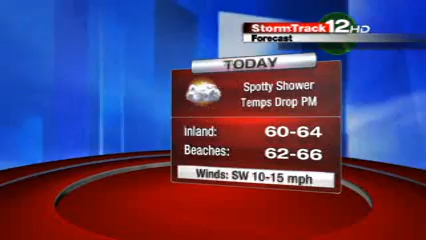 StormTrack 12 HD
Forecast
TODAY
Spotty Shower
Temps Drop PM
Inland: 60-64
Beaches: 62-66
Winds: SW 10-15 mph